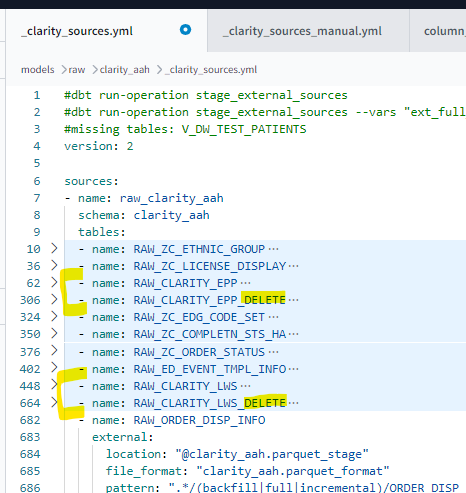 _clarity_sources.yml
_clarity_sources_manual.yml
column_
models > raw > clarity_aah > _clarity_sources.yml
1 #dbt run-operation stage_external_sources
2 #dbt run-operation stage_external_sources --vars "ext_full
3 #missing tables: V_DW_TEST_PATIENTS
4 version: 2
5
6 sources:
7 - name: raw_clarity_aah
8 schema: clarity_aah
9 tables:
10 > - name: RAW_ZC_ETHNIC_GROUP ···
36 > - name: RAW_ZC_LICENSE_DISPLAY ···
62 > - name: RAW_CLARITY_EPP ···
306 > - name: RAW_CLARITY_EPP_DELETE ···
324 > - name: RAW_ZC_EDG_CODE_SET ···
350 > - name: RAW_ZC_COMPLETN_STS_HA ···
376 > - name: RAW_ZC_ORDER_STATUS ···
402 > - name: RAW_ED_EVENT_TMPL_INFO ···
448 > - name: RAW_CLARITY_LWS ···
664 > - name: RAW_CLARITY_LWS_DELETE ···
682 - name: RAW_ORDER_DISP_INFO
683 external:
684 location: "@clarity_aah.parquet_stage"
685 file_format: "clarity_aah.parquet_format"
686 pattern: ".*/(backfill|full|incremental)/ORDER_DISP